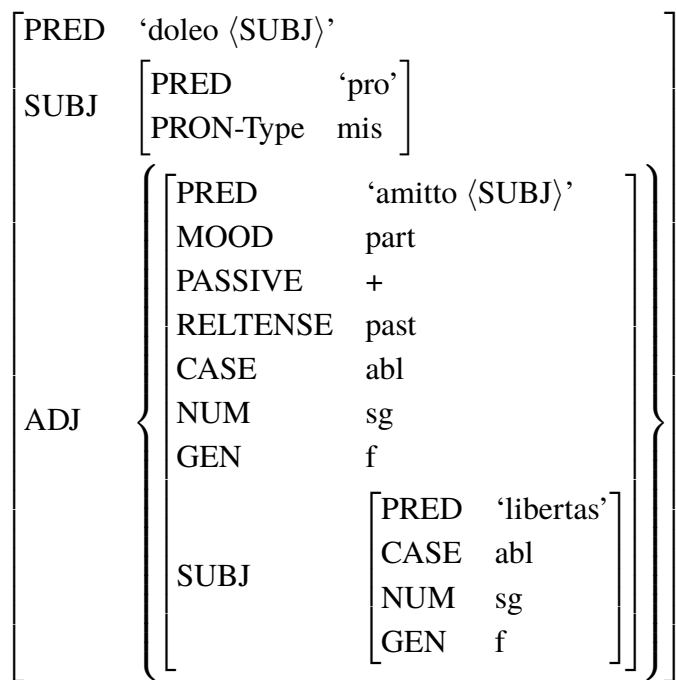 PRED ‘doleo ⟨SUBJ⟩’
SUBJ
PRED ‘pro’
PRON-Type mis
ADJ
PRED ‘amitto ⟨SUBJ⟩’
MOOD part
PASSIVE +
RELTENSE past
CASE abl
NUM sg
GEN f
SUBJ
PRED ‘libertas’
CASE abl
NUM sg
GEN f